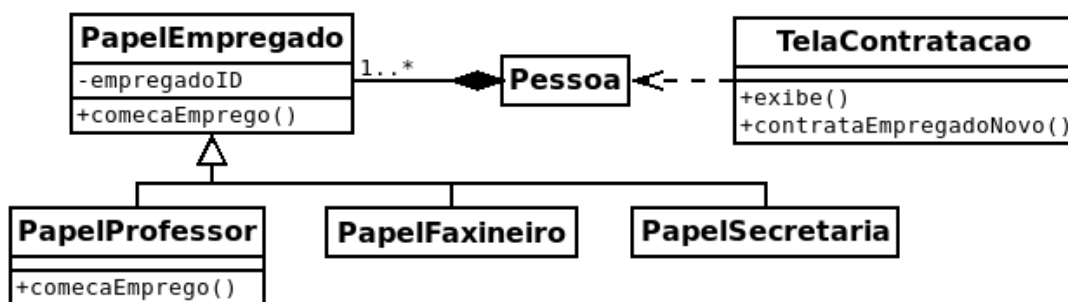 PapelEmpregado
-empregadoID
+comecaEmprego()
1..*
Pessoa
TelaContratacao
+exibe()
+contrataEmpregadoNovo()
PapelProfessor
+comecaEmprego()
PapelFaxineiro
PapelSecretaria